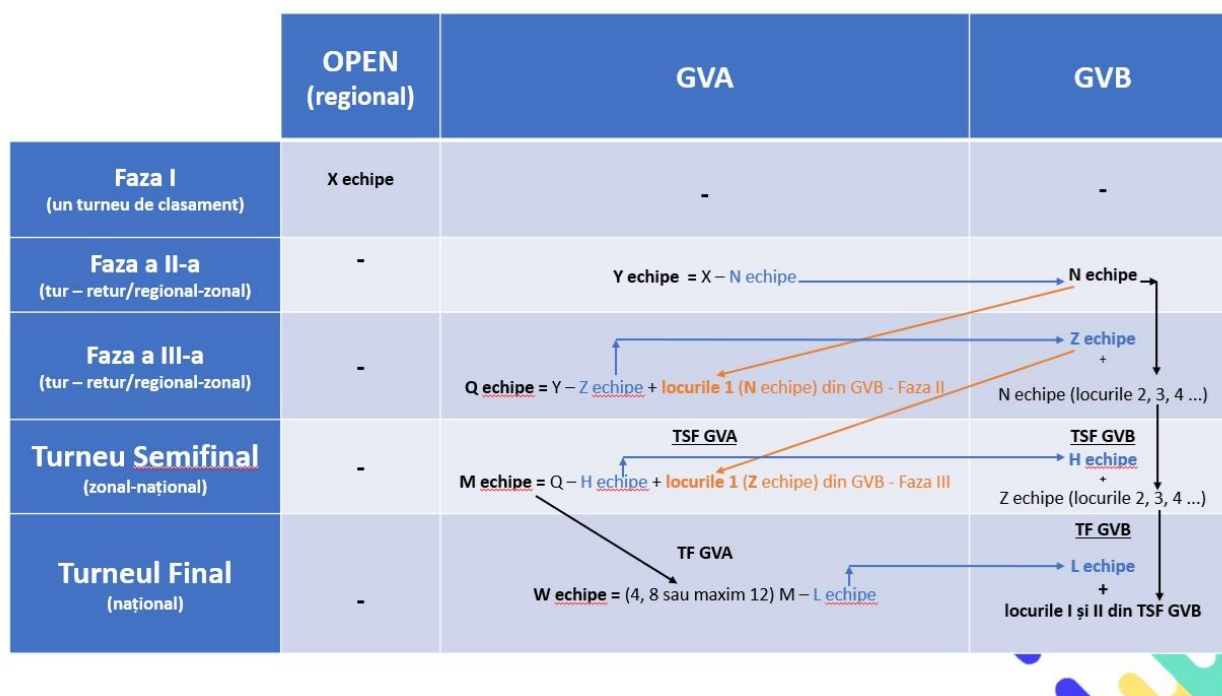 OPEN
(regional)
GVA
GVB
Faza I
(un turneu de clasament)
X echipe
-
-
Faza a II-a
(tur – retur/regional-zonal)
-
Y echipe = X – N echipe
N echipe
Faza a III-a
(tur – retur/regional-zonal)
-
Q echipe = Y – Z echipe + locurile 1 (N echipe) din GVB - Faza II
Z echipe
+
N echipe (locurile 2, 3, 4 ...)
Turneu Semifinal
(zonal-național)
-
TSF GVA
M echipe = Q – H echipe + locurile 1 (Z echipe) din GVB - Faza III
TSF GVB
H echipe
+
Z echipe (locurile 2, 3, 4 ...)
Turneul Final
(național)
-
TF GVA
W echipe = (4, 8 sau maxim 12) M – L echipe
TF GVB
L echipe
+
locurile I și II din TSF GVB